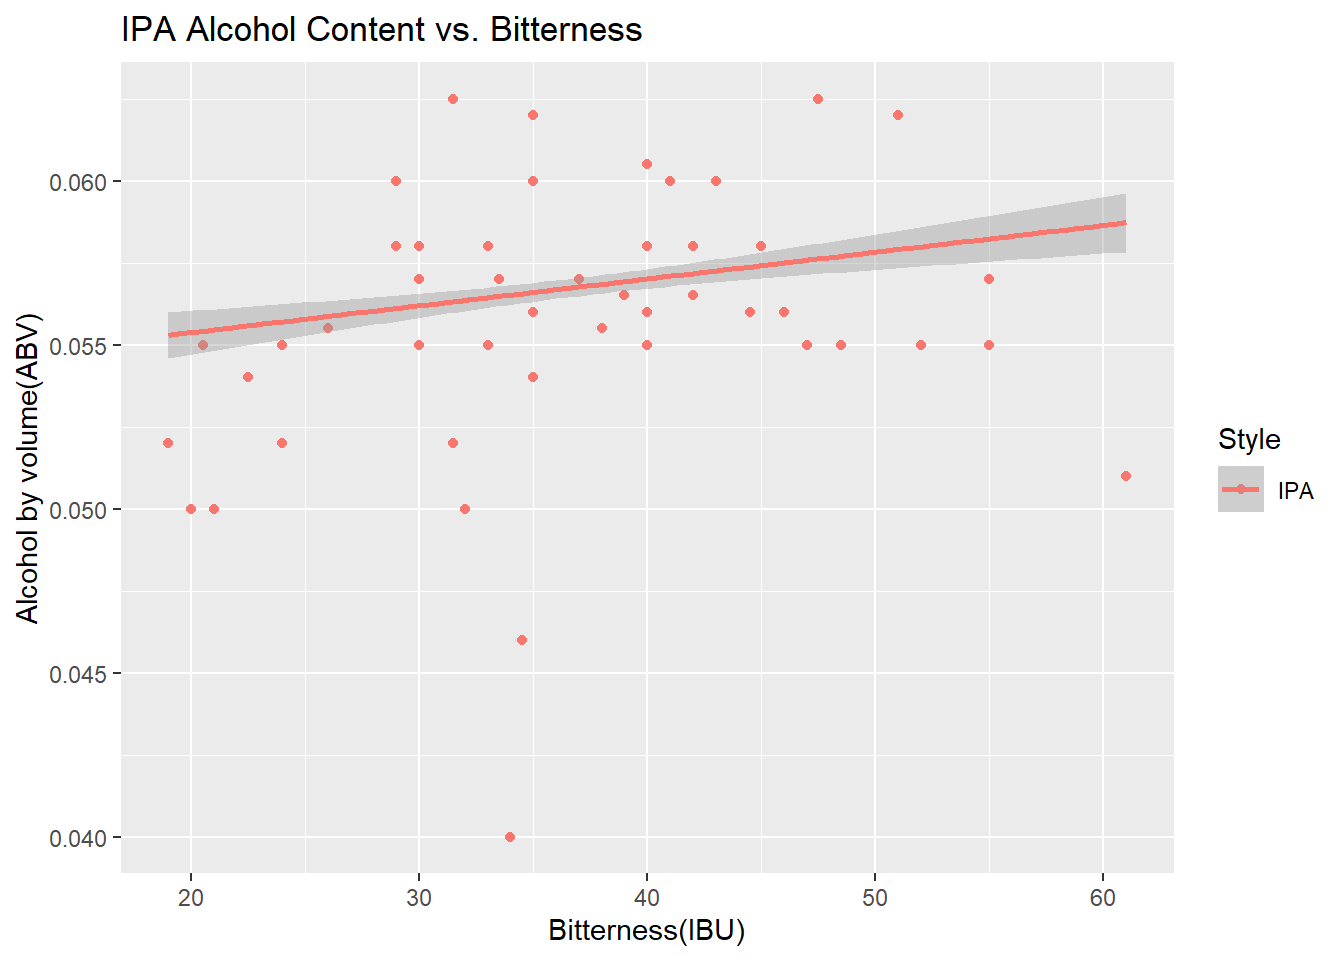 IPA Alcohol Content vs. Bitterness
Alcohol by volume(ABV)
0.060
0.055
0.050
0.045
0.040
20 30 40 50 60
Bitterness(IBU)
Style
IPA